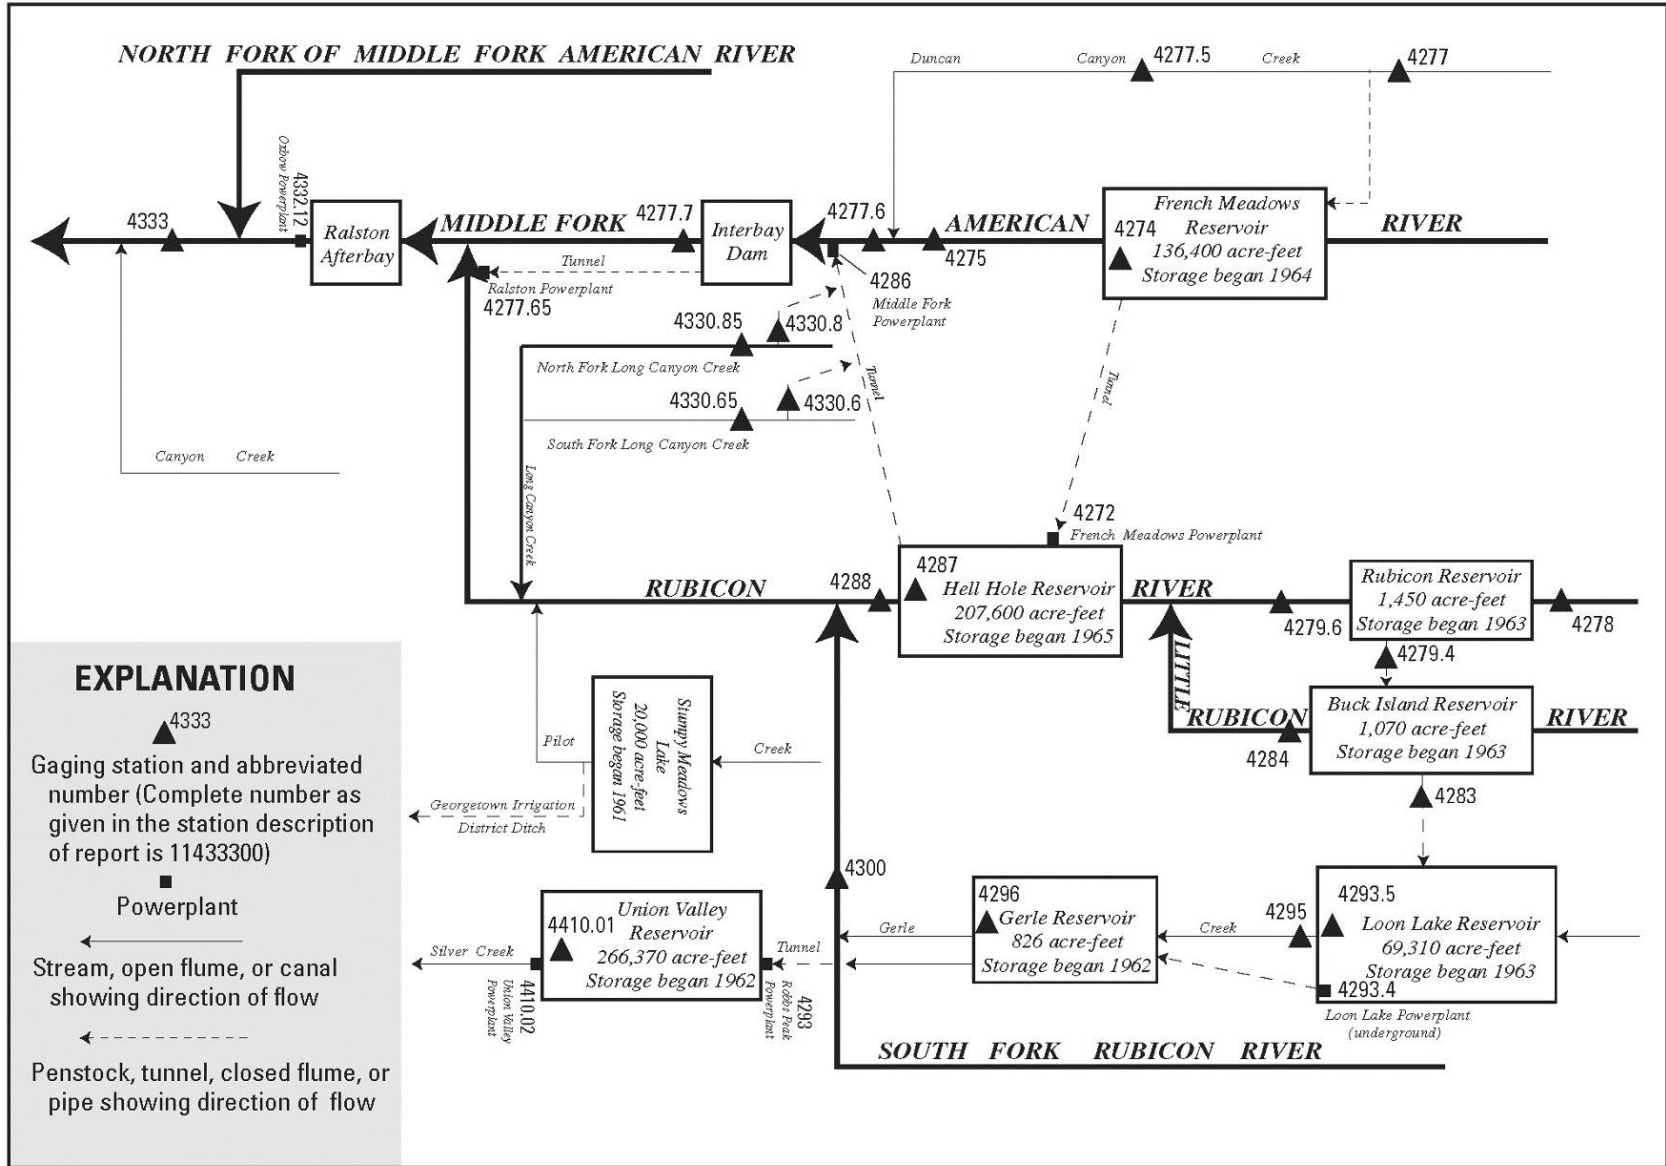 NORTH FORK OF MIDDLE FORK AMERICAN RIVER
Duncan Canyon Creek
4277.5
4277
Oxbow Powerplant
4332.12
4333
Ralston
Afterbay
MIDDLE FORK
4277.7
Interbay
Dam
4277.6
AMERICAN
4275
French Meadows
Reservoir
136,400 acre-feet
Storage began 1964
4274
RIVER
Tunnel
Ralston Powerplant
4277.65
4286
Middle Fork
Powerplant
4330.85
4330.8
North Fork Long Canyon Creek
4330.65
4330.6
South Fork Long Canyon Creek
Tunnel
Tunnel
Canyon Creek
Long Canyon Creek
4272
French Meadows Powerplant
RUBICON
4288
4287
Hell Hole Reservoir
207,600 acre-feet
Storage began 1965
RIVER
4279.6
Rubicon Reservoir
1,450 acre-feet
Storage began 1963
4278
4279.4
LITTLE
RUBICON
4284
Buck Island Reservoir
1,070 acre-feet
Storage began 1963
RIVER
4283
Stumpy Meadows
Lake
20,000 acre-feet
Storage began 1961
Pilot
Creek
Georgetown Irrigation
District Ditch
4300
4296
Gerle Reservoir
826 acre-feet
Storage began 1962
Gerle
Creek
4295
4293.5
Loon Lake Reservoir
69,310 acre-feet
Storage began 1963
4293.4
Loon Lake Powerplant
(underground)
4410.01
Union Valley
Reservoir
266,370 acre-feet
Storage began 1962
Silver Creek
4410.02
Union Valley
Powerplant
Tunnel
4293
Robbs Peak
Powerplant
SOUTH FORK RUBICON RIVER
EXPLANATION
4333
Gaging station and abbreviated
number (Complete number as
given in the station description
of report is 11433300)
Powerplant
Stream, open flume, or canal
showing direction of flow
Penstock, tunnel, closed flume, or
pipe showing direction of flow